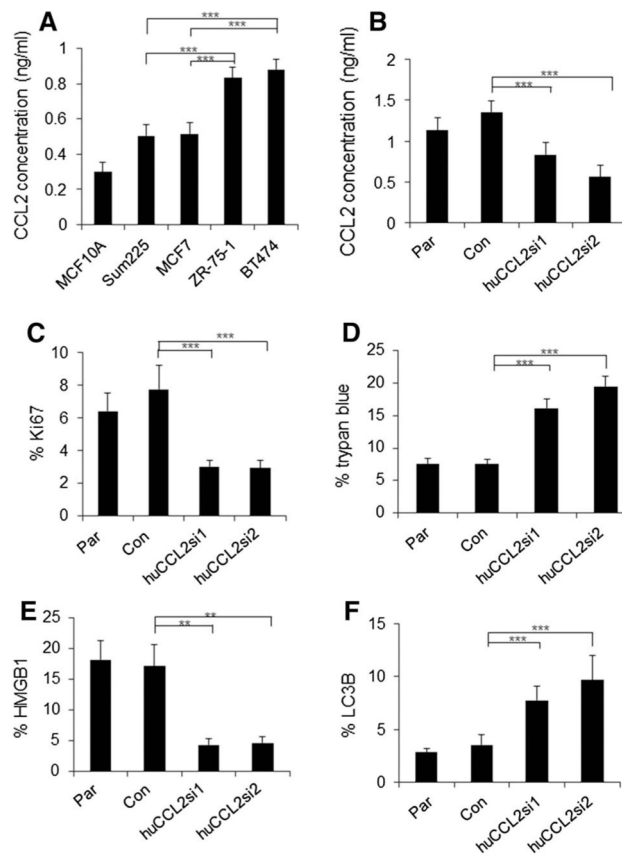 A
CCL2 concentration (ng/ml)
1
0.8
0.6
0.4
0.2
0
***
***
***
***
MCF10A
Sum225
MCF7
ZR-75-1
BT474
B
CCL2 concentration (ng/ml)
2
1.5
1
0.5
0
***
***
Par
Con
huCCL2si1
huCCL2si2
C
% Ki67
10
8
6
4
2
0
***
***
Par
Con
huCCL2si1
huCCL2si2
D
% trypan blue
25
20
15
10
5
0
***
***
Par
Con
huCCL2si1
huCCL2si2
E
% HMGB1
25
20
15
10
5
0
**
**
Par
Con
huCCL2si1
huCCL2si2
F
% LC3B
15
10
5
0
***
***
Par
Con
huCCL2si1
huCCL2si2